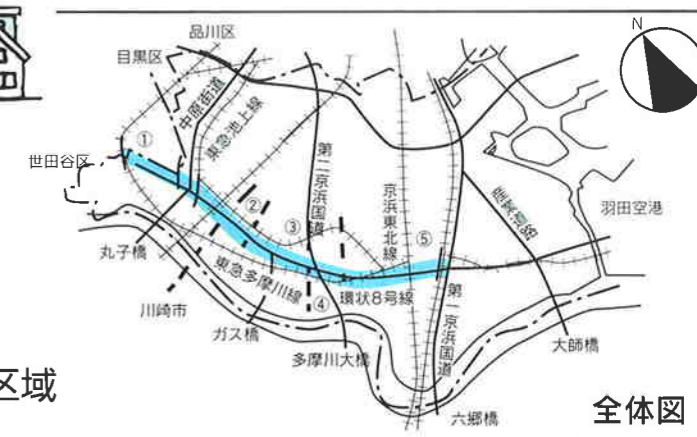 品川区
目黒区
N
中原街道
東急池上線
①
世田谷区
第二京浜国道
②
③
京浜東北線
⑤
産業道路
羽田空港
丸子橋
東急多摩川線
④
環状8号線
川崎市
ガス橋
多摩川大橋
第一京浜国道
大師橋
六郷橋
区域
全体図